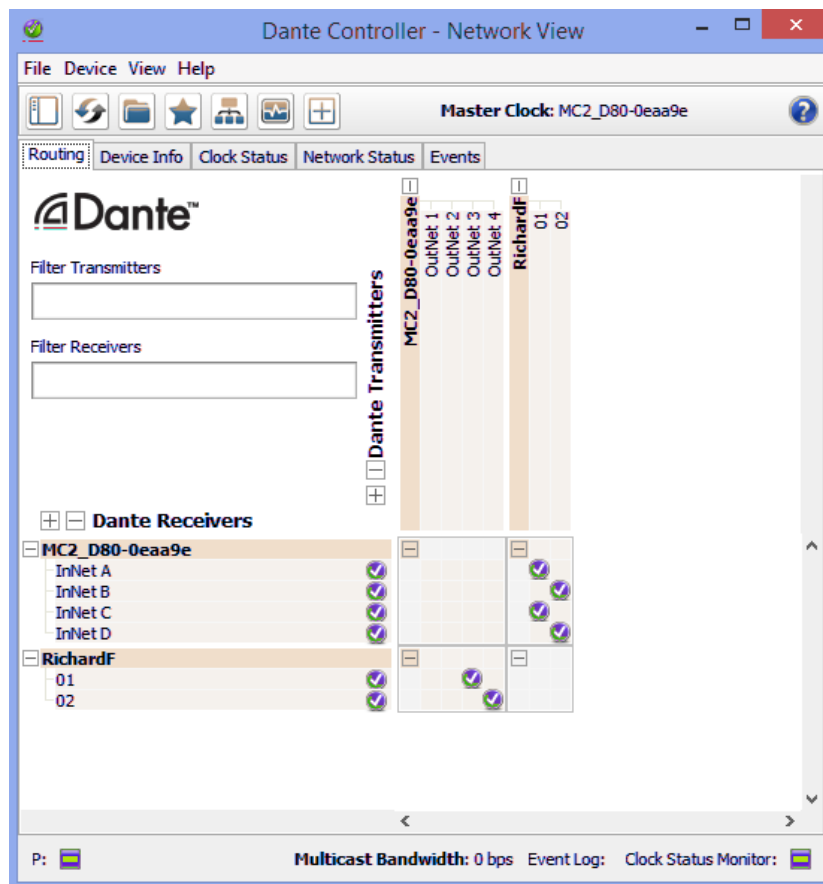 Dante Controller - Network View
File Device View Help
Master Clock: MC2_D80-0eaa9e
Routing Device Info Clock Status Network Status Events
Dante™
Filter Transmitters
Filter Receivers
Dante Transmitters
MC2_D80-0eaa9e
OutNet 1
OutNet 2
OutNet 3
OutNet 4
RichardF
01
02
Dante Receivers
MC2_D80-0eaa9e
InNet A
InNet B
InNet C
InNet D
RichardF
01
02
P: Multicast Bandwidth: 0 bps Event Log: Clock Status Monitor: